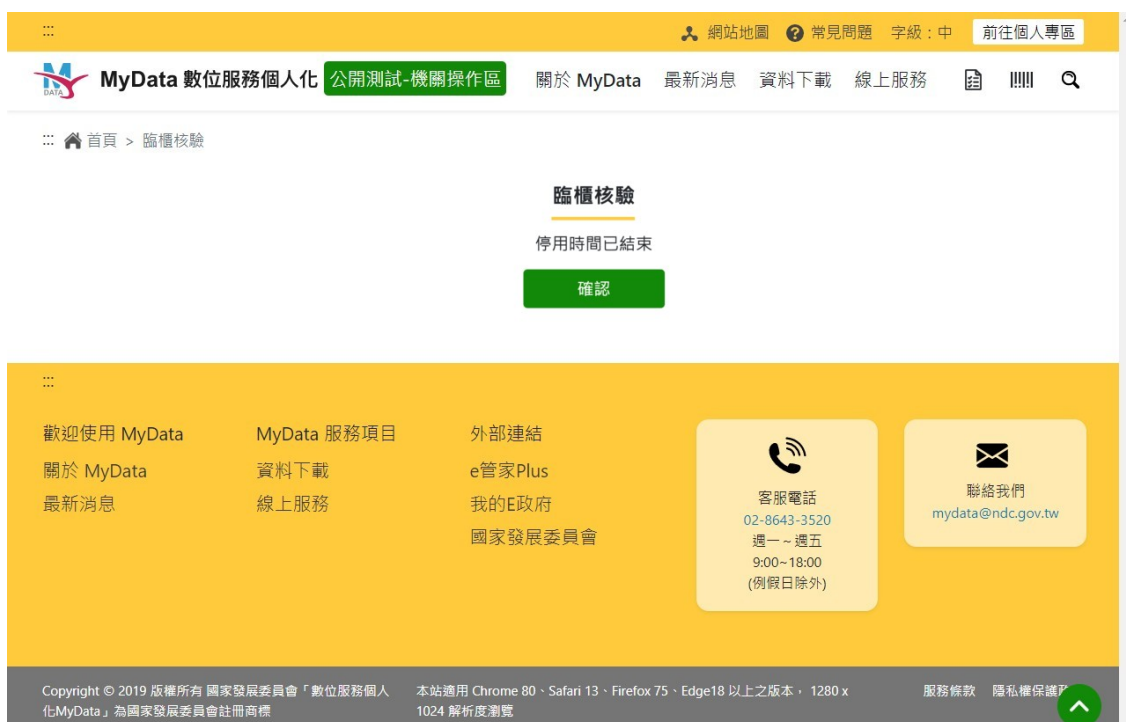 :::
網站地圖 常見問題 字級：中 前往個人專區
DATA MyData 數位服務個人化 公開測試-機關操作區 關於 MyData 最新消息 資料下載 線上服務
::: 首頁 > 臨櫃核驗
臨櫃核驗
停用時間已結束
確認
:::
歡迎使用 MyData
關於 MyData
最新消息
MyData 服務項目
資料下載
線上服務
外部連結
e管家Plus
我的E政府
國家發展委員會
客服電話
02-8643-3520
週一 ~ 週五
9:00~18:00
(例假日除外)
聯絡我們
mydata@ndc.gov.tw
Copyright © 2019 版權所有 國家發展委員會「數位服務個人
化MyData」為國家發展委員會註冊商標
本站適用 Chrome 80、Safari 13、Firefox 75、Edge18 以上之版本， 1280 x
1024 解析度瀏覽
服務條款 隱私權保護